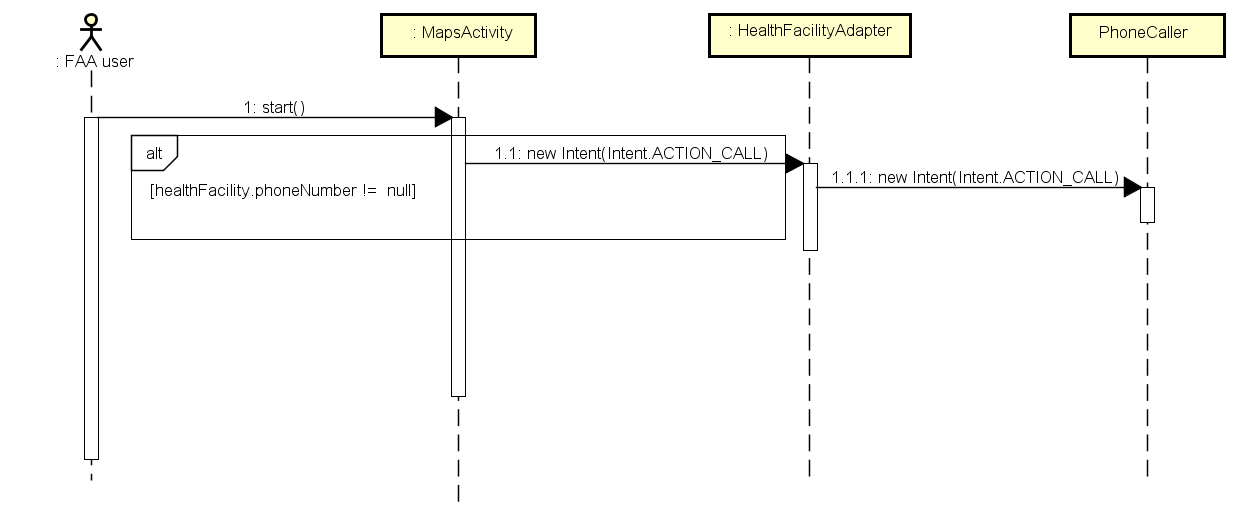 : FAA user
: MapsActivity
: HealthFacilityAdapter
PhoneCaller
1: start()
alt
1.1: new Intent(Intent.ACTION_CALL)
1.1.1: new Intent(Intent.ACTION_CALL)
[healthFacility.phoneNumber != null]